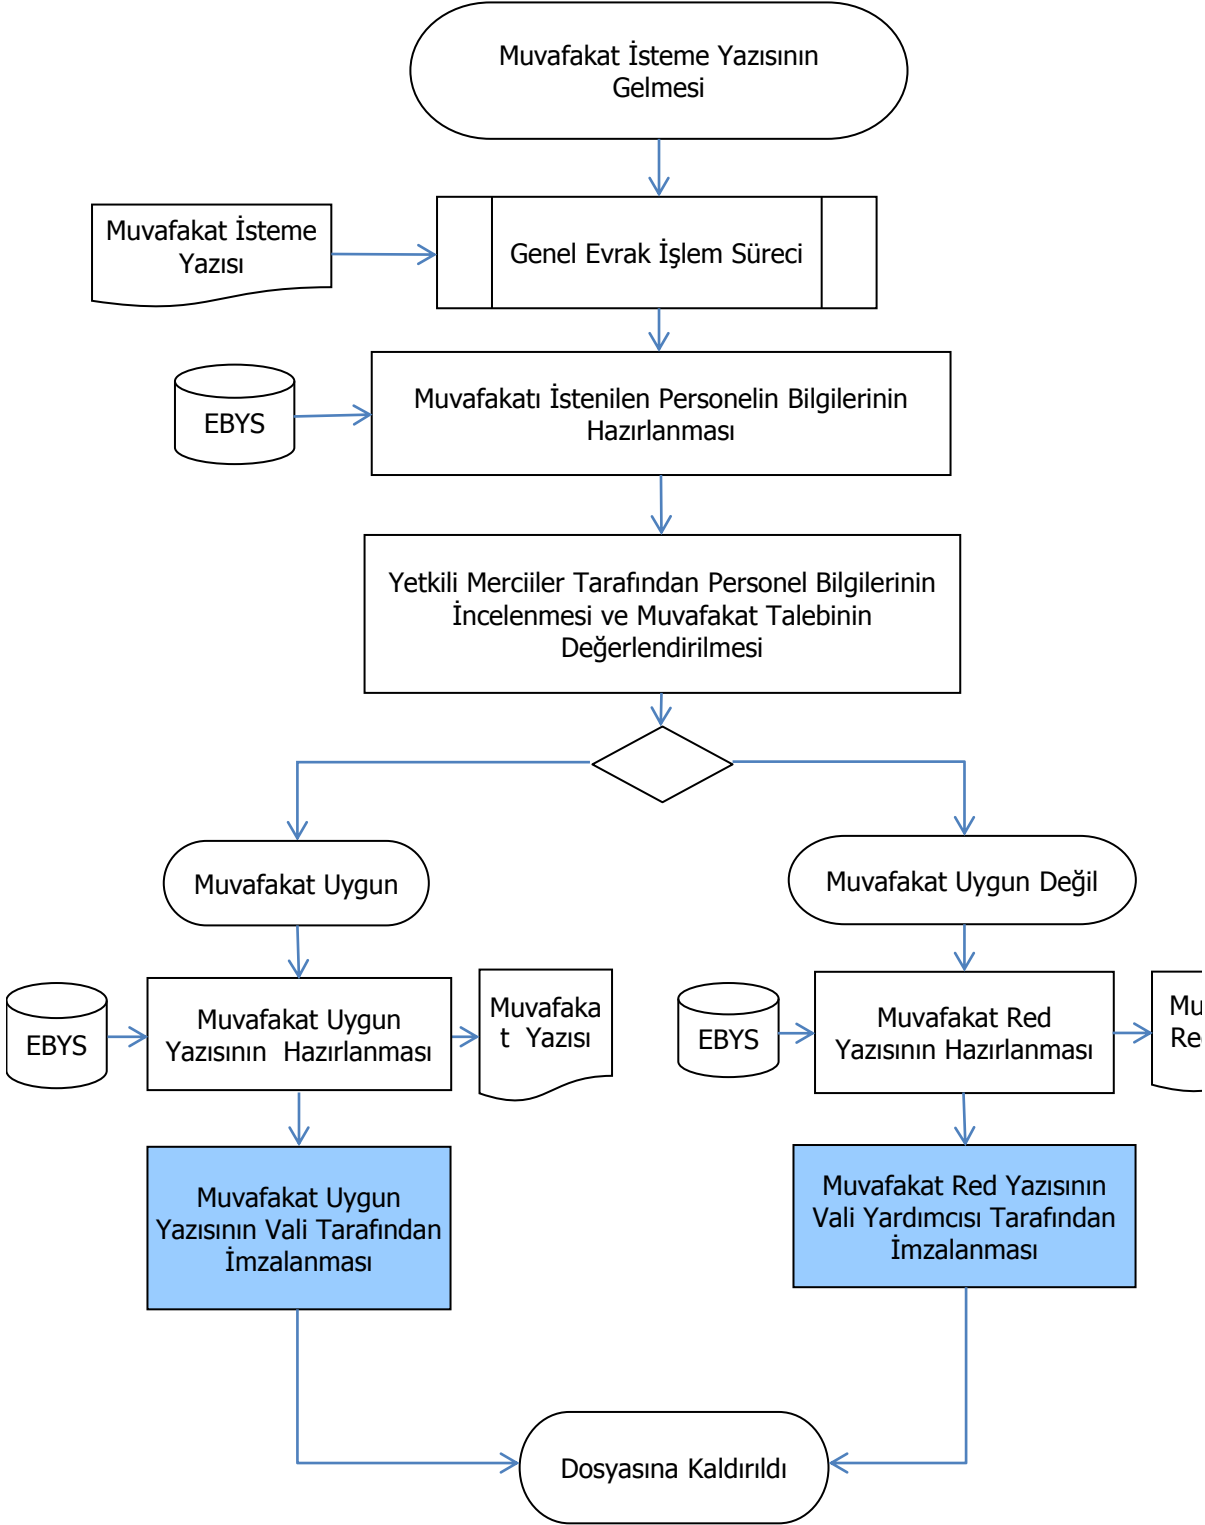 Muvafakat İsteme Yazısının
Gelmesi
Muvafakat İsteme
Yazısı
Genel Evrak İşlem Süreci
EBYS
Muvafakatı İstenilen Personelin Bilgilerinin
Hazırlanması
Yetkili Merciiler Tarafından Personel Bilgilerinin
İncelenmesi ve Muvafakat Talebinin
Değerlendirilmesi
Muvafakat Uygun
Muvafakat Uygun Değil
EBYS
Muvafakat Uygun
Yazısının Hazırlanması
Muvafaka
t Yazısı
EBYS
Muvafakat Red
Yazısının Hazırlanması
Muvafakat Uygun
Yazısının Vali Tarafından
İmzalanması
Muvafakat Red Yazısının
Vali Yardımcısı Tarafından
İmzalanması
Dosyasına Kaldırıldı